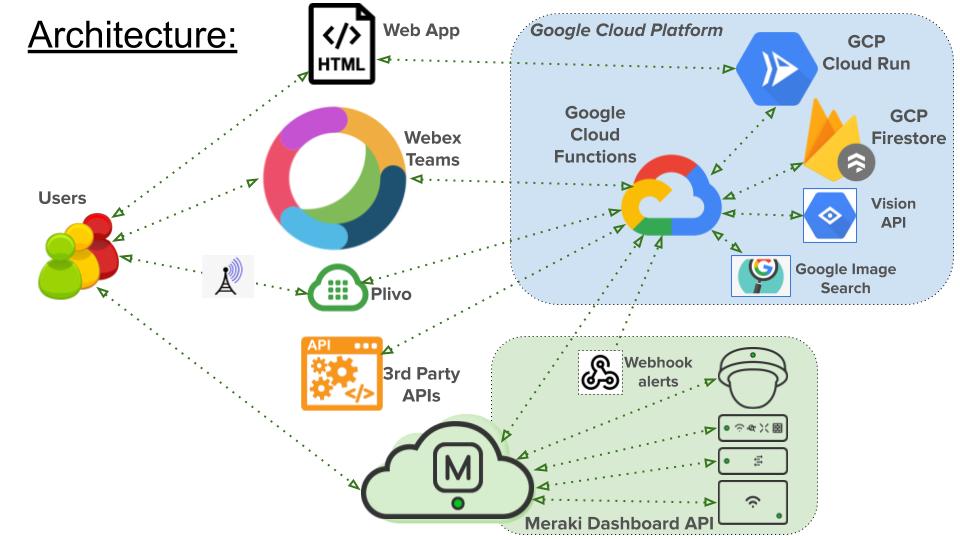 Architecture:
</>
HTML
Web App
Google Cloud Platform
GCP
Cloud Run
Google
Cloud
Functions
GCP
Firestore
Webex
Teams
Users
Vision
API
Google Image
Search
Plivo
API
</>
3rd Party
APIs
Webhook
alerts
M
Meraki Dashboard API